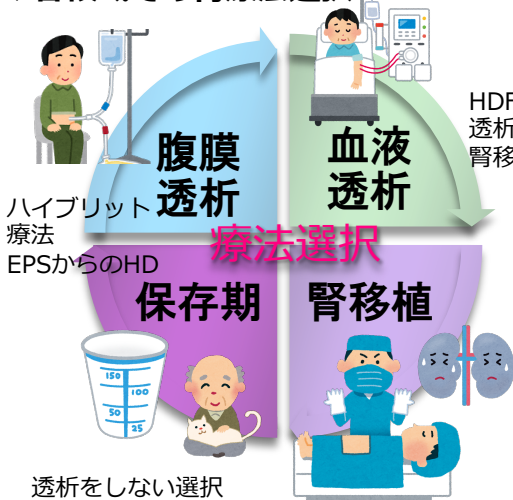 腹膜
透析
血液
透析
HDF
透析
腎移
ハイブリット
療法
EPSからのHD
療法選択
保存期
腎移植
150
100
50
25
透析をしない選択